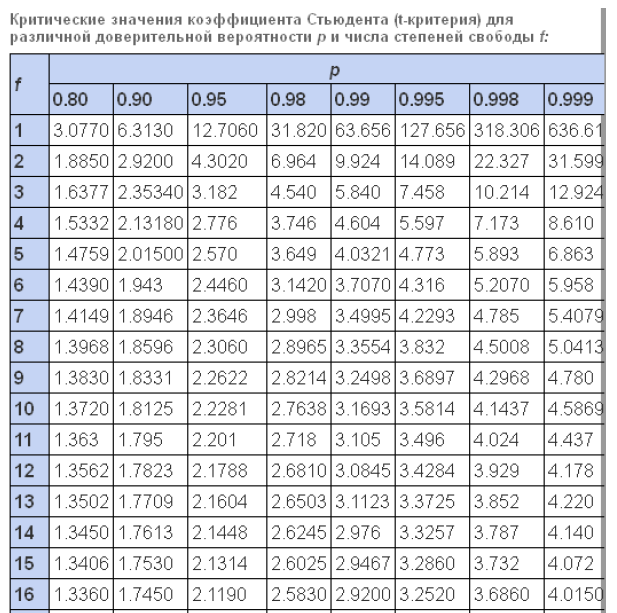 Критические значения коэффициента Стьюдента (t-критерия) для
различной доверительной вероятности p и числа степеней свободы f:
f p
0.80 0.90 0.95 0.98 0.99 0.995 0.998 0.999
1 3.0770 6.3130 12.7060 31.820 63.656 127.656 318.306 636.61
2 1.8850 2.9200 4.3020 6.964 9.924 14.089 22.327 31.599
3 1.6377 2.35340 3.182 4.540 5.840 7.458 10.214 12.924
4 1.5332 2.13180 2.776 3.746 4.604 5.597 7.173 8.610
5 1.4759 2.01500 2.570 3.649 4.0321 4.773 5.893 6.863
6 1.4390 1.943 2.4460 3.1420 3.7070 4.316 5.2070 5.958
7 1.4149 1.8946 2.3646 2.998 3.4995 4.2293 4.785 5.4079
8 1.3968 1.8596 2.3060 2.8965 3.3554 3.832 4.5008 5.0413
9 1.3830 1.8331 2.2622 2.8214 3.2498 3.6897 4.2968 4.780
10 1.3720 1.8125 2.2281 2.7638 3.1693 3.5814 4.1437 4.5869
11 1.363 1.795 2.201 2.718 3.105 3.496 4.024 4.437
12 1.3562 1.7823 2.1788 2.6810 3.0845 3.4284 3.929 4.178
13 1.3502 1.7709 2.1604 2.6503 3.1123 3.3725 3.852 4.220
14 1.3450 1.7613 2.1448 2.6245 2.976 3.3257 3.787 4.140
15 1.3406 1.7530 2.1314 2.6025 2.9467 3.2860 3.732 4.072
16 1.3360 1.7450 2.1190 2.5830 2.9200 3.2520 3.6860 4.0150